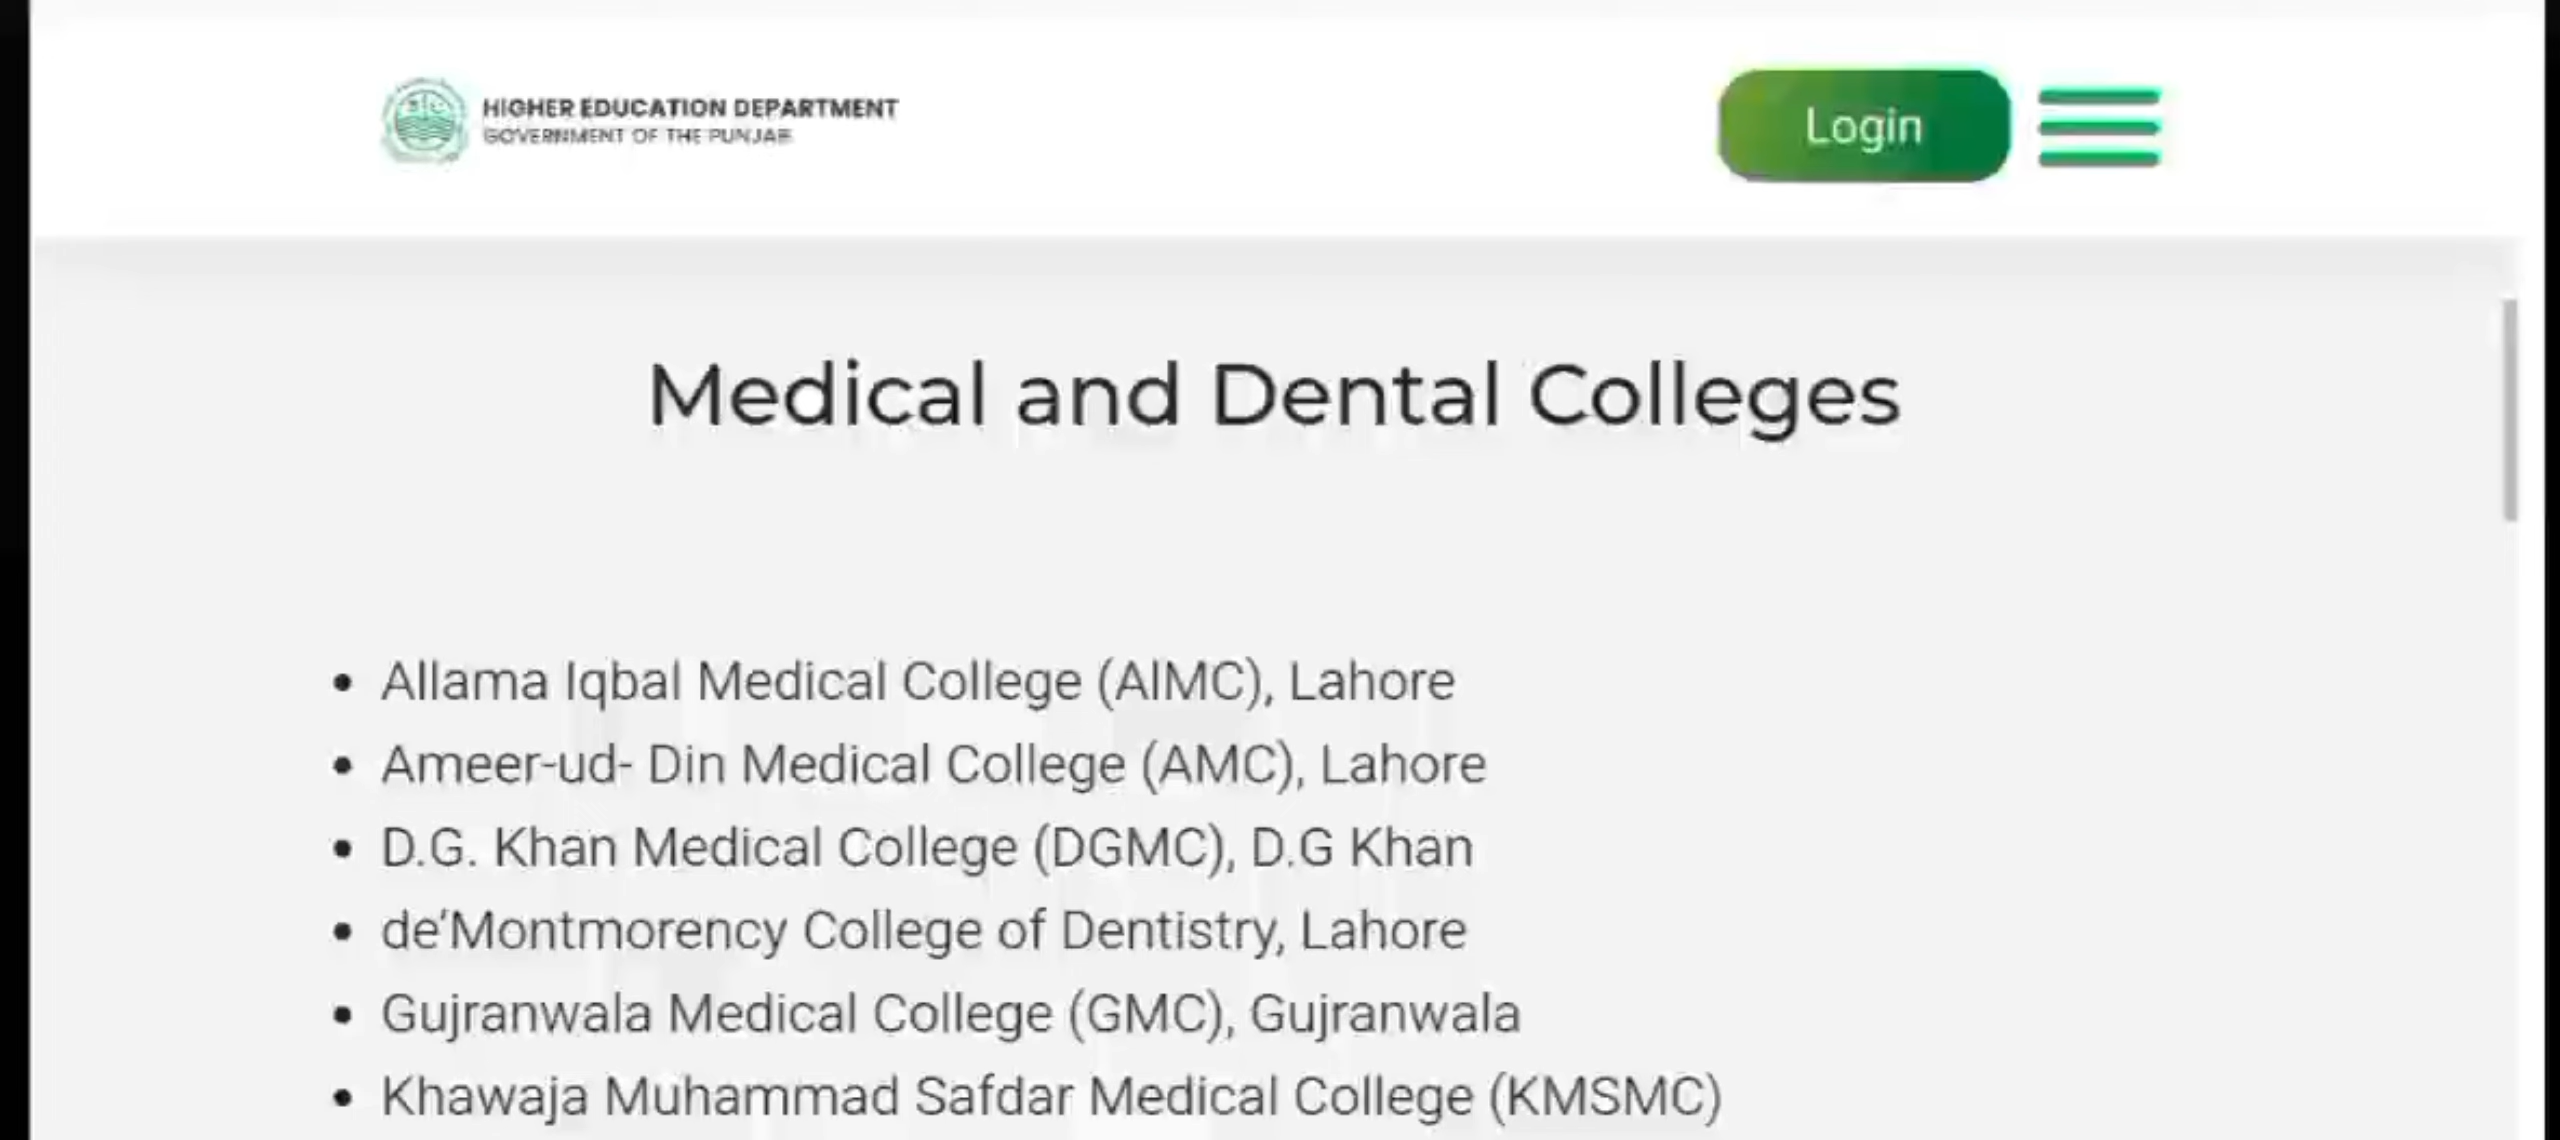 HIGHER EDUCATION DEPARTMENT
GOVERNMENT OF THE PUNJAB
Login
Medical and Dental Colleges
• Allama Iqbal Medical College (AIMC), Lahore
• Ameer-ud- Din Medical College (AMC), Lahore
• D.G. Khan Medical College (DGMC), D.G Khan
• de’Montmorency College of Dentistry, Lahore
• Gujranwala Medical College (GMC), Gujranwala
• Khawaja Muhammad Safdar Medical College (KMSMC)